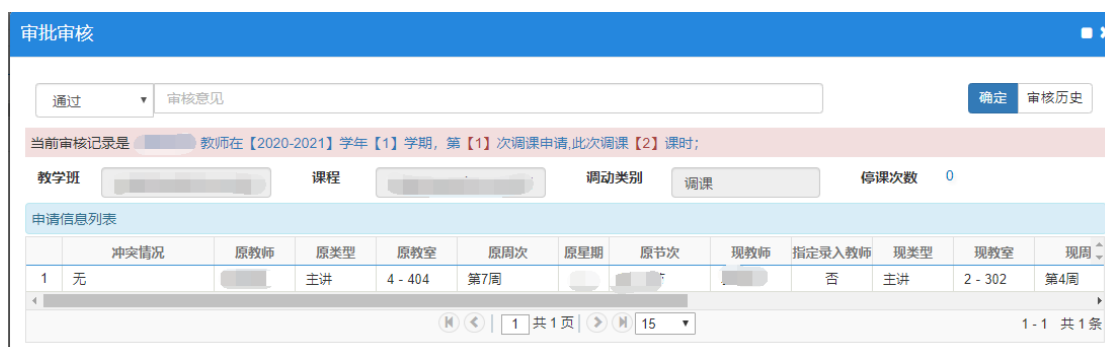 审批审核
通过 审核意见 确定 审核历史
当前审核记录是 教师在【2020-2021】学年【1】学期，第【1】次调课申请,此次调课【2】课时;
教学班 课程 调动类别 调课 停课次数 0
申请信息列表
冲突情况 原教师 原类型 原教室 原周次 原星期 原节次 现教师 指定录入教师 现类型 现教室 现周
1 无 主讲 4 - 404 第7周 否 主讲 2 - 302 第4周
1 共1页 15 1 - 1 共1条